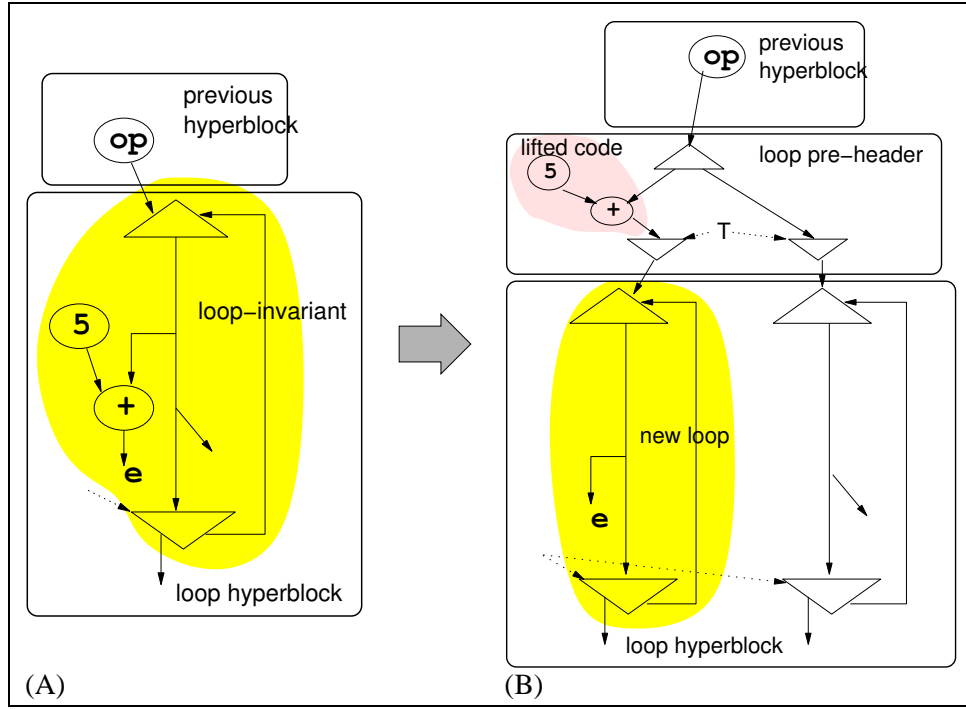 previous
hyperblock
op
loop-invariant
5
+
e
loop hyperblock
(A)
op
previous
hyperblock
lifted code
loop pre-header
5
+
T
new loop
e
loop hyperblock
(B)